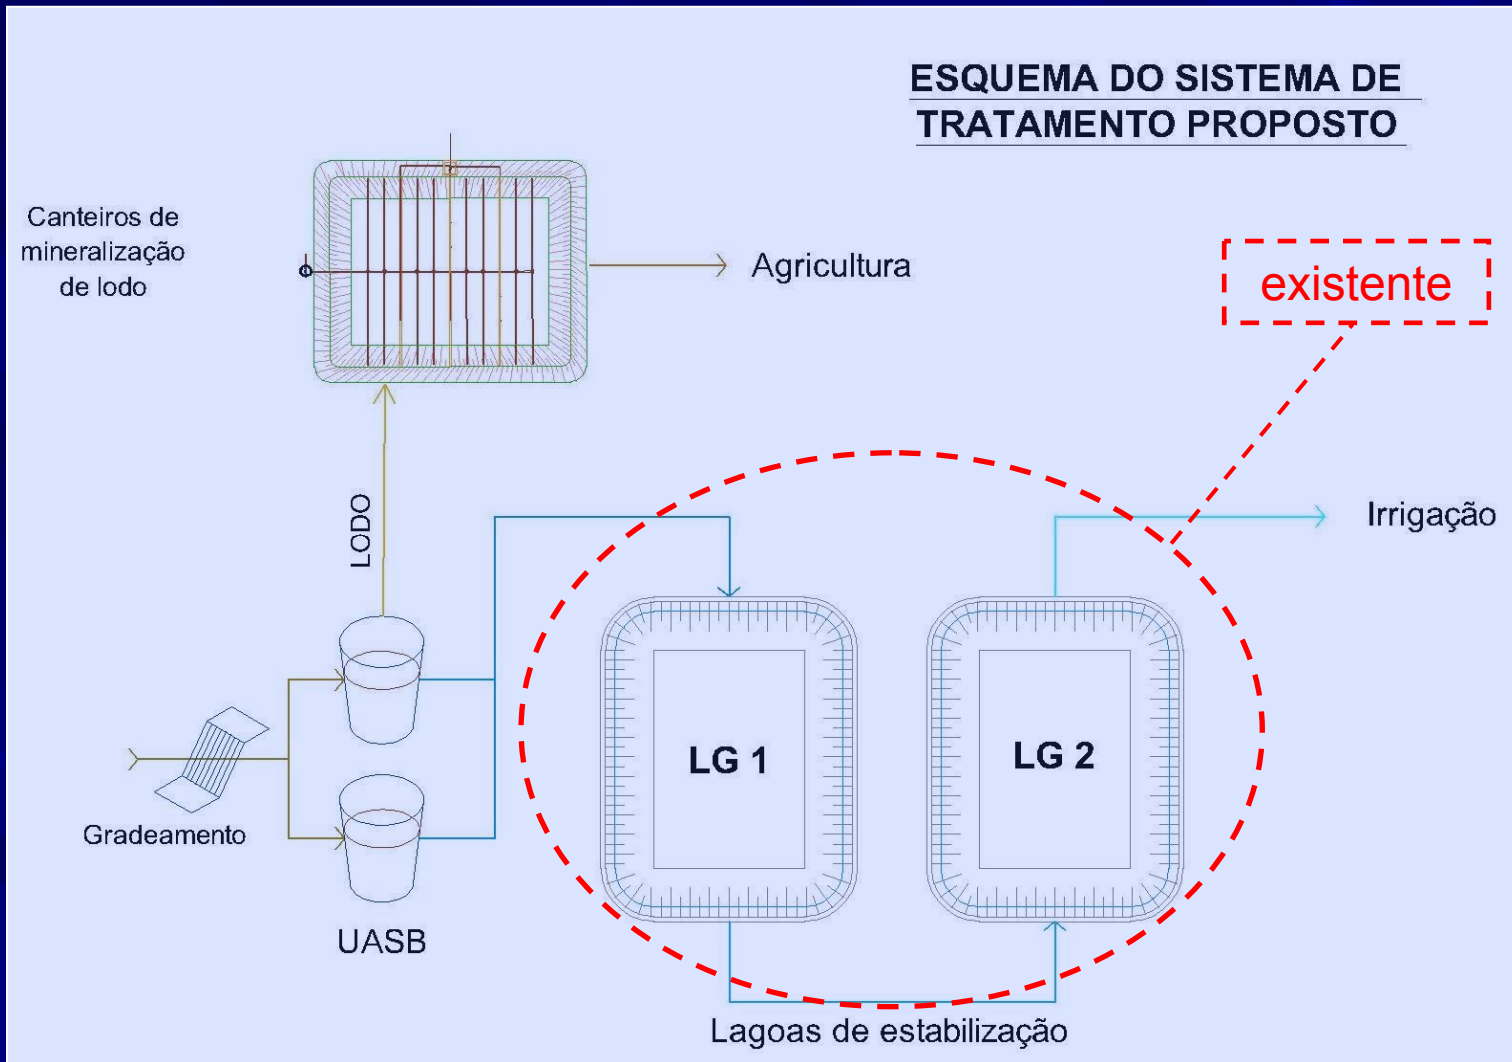 ESQUEMA DO SISTEMA DE
TRATAMENTO PROPOSTO
Canteiros de
mineralização
de lodo
Agricultura
existente
LODO
Irrigação
Gradeamento
UASB
LG 1
LG 2
Lagoas de estabilização